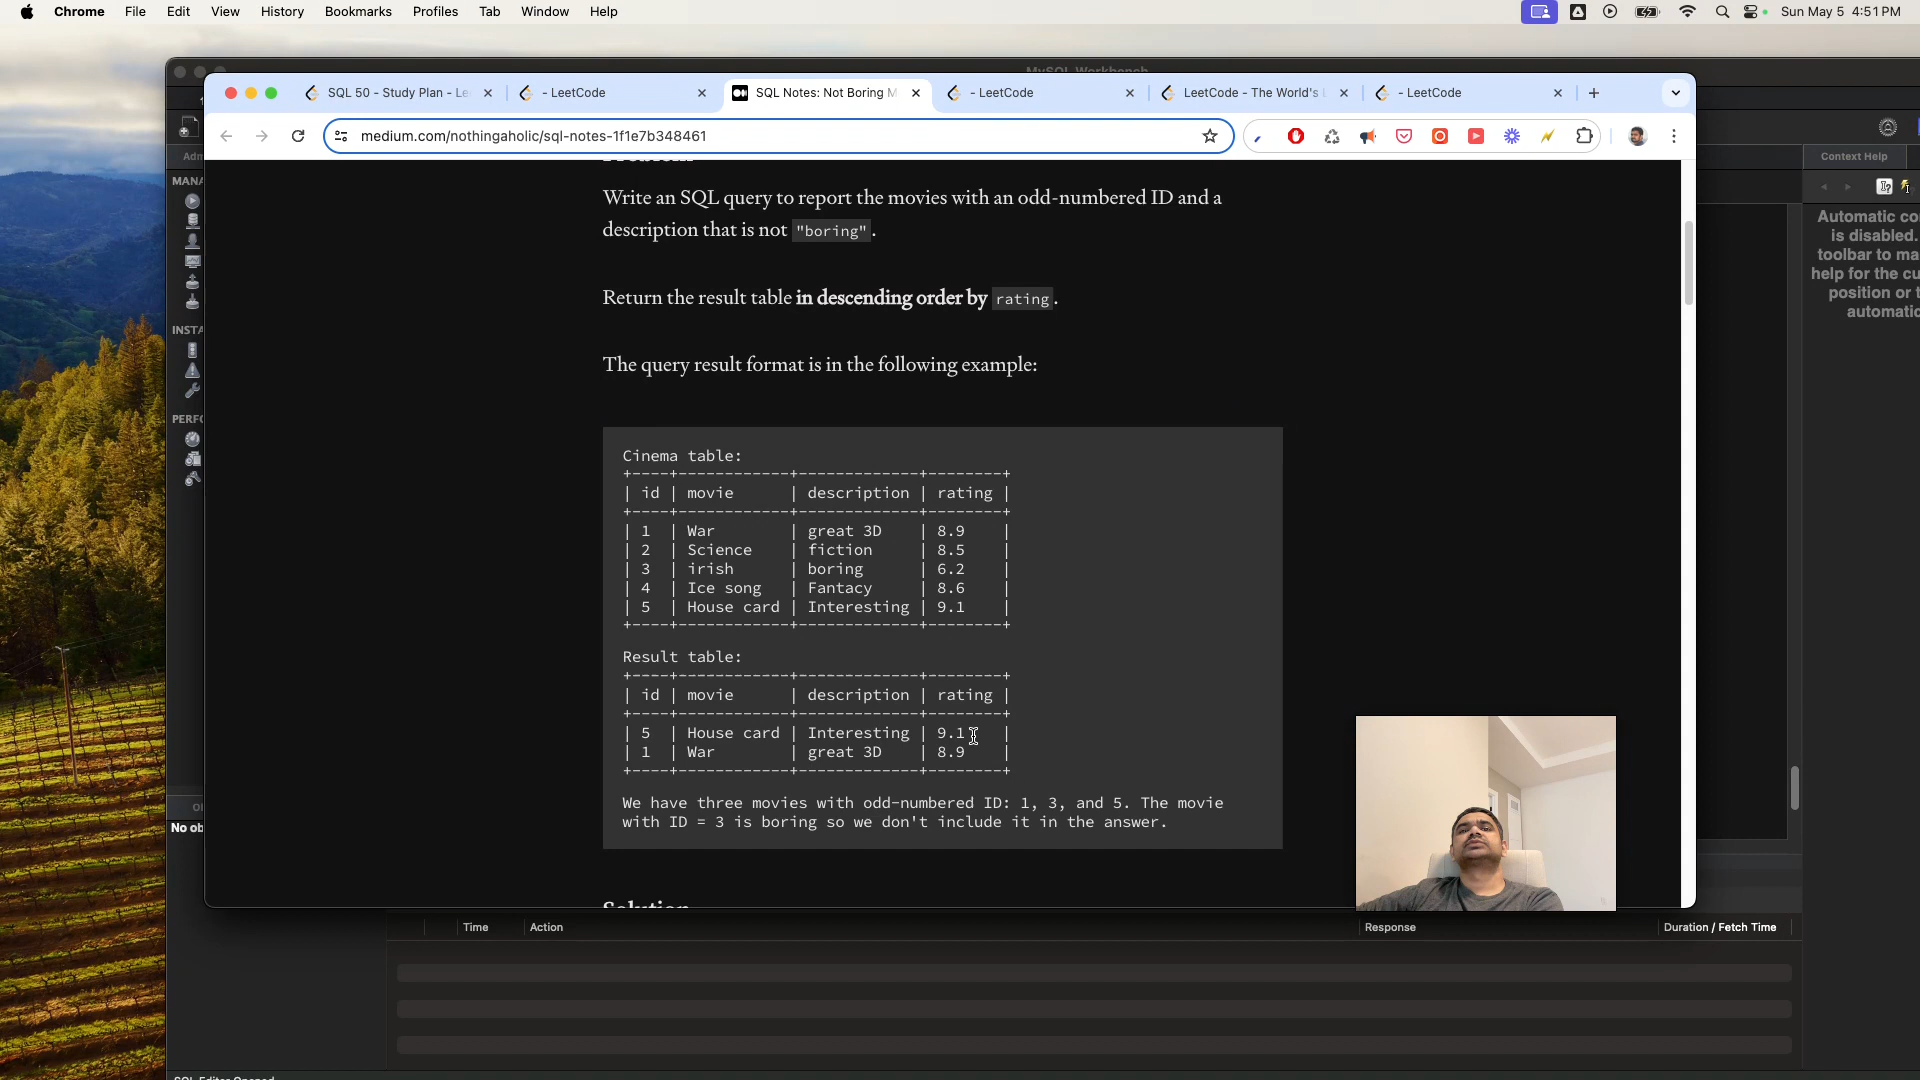 Chrome File Edit View History Bookmarks Profiles Tab Window Help
Sun May 5 4:51 PM
MySQL Workbench
SQL 50 - Study Plan - Le
- LeetCode
SQL Notes: Not Boring M
- LeetCode
LeetCode - The World's L
- LeetCode
medium.com/nothingaholic/sql-notes-1f1e7b348461
Adm
Context Help
MANA
INSTA
PERFO
No ob
Automatic co
is disabled.
toolbar to ma
help for the cu
position or t
automatic
Problem
Write an SQL query to report the movies with an odd-numbered ID and a
description that is not "boring".
Return the result table in descending order by rating.
The query result format is in the following example:
Cinema table:
+----+------------+-------------+--------+
| id | movie      | description | rating |
+----+------------+-------------+--------+
| 1  | War        | great 3D    | 8.9    |
| 2  | Science    | fiction     | 8.5    |
| 3  | irish      | boring      | 6.2    |
| 4  | Ice song   | Fantacy     | 8.6    |
| 5  | House card | Interesting | 9.1    |
+----+------------+-------------+--------+
Result table:
+----+------------+-------------+--------+
| id | movie      | description | rating |
+----+------------+-------------+--------+
| 5  | House card | Interesting | 9.1    |
| 1  | War        | great 3D    | 8.9    |
+----+------------+-------------+--------+
We have three movies with odd-numbered ID: 1, 3, and 5. The movie
with ID = 3 is boring so we don't include it in the answer.
Solution
Time Action Response Duration / Fetch Time
SQL Editor Opened